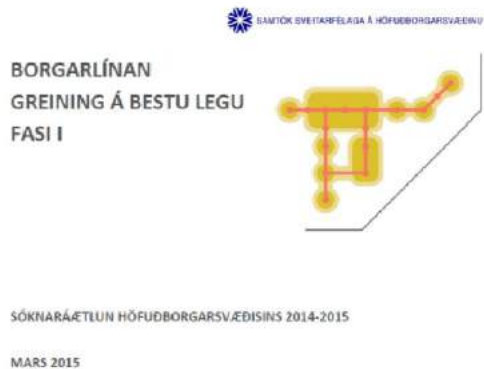 SAMTÖK SVEITARFÉLAGA Á HÖFUÐBORGARSVÆÐINU
BORGARLÍNAN
GREINING Á BESTU LEGU
FASI I
SÓKNARÁÆTLUN HÖFUÐBORGARSVÆÐISINS 2014-2015
MARS 2015